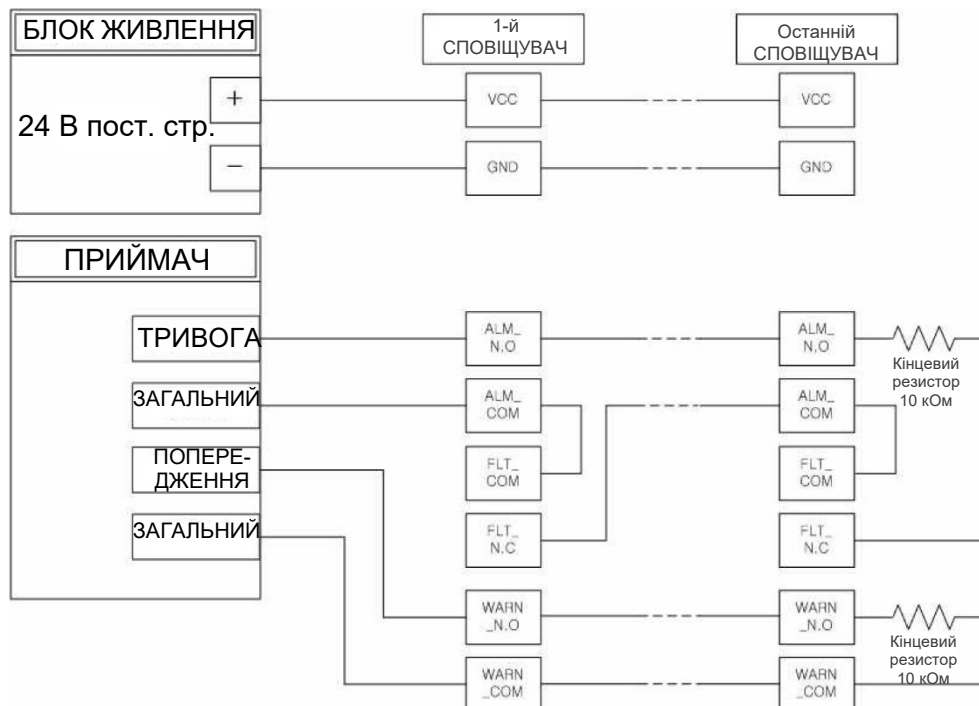 БЛОК ЖИВЛЕННЯ
1-й
СПОВІЩУВАЧ
Останній
СПОВІЩУВАЧ
+
VCC
VCC
24 В пост. стр.
−
GND
GND
ПРИЙМАЧ
ТРИВОГА
ALM_
N.O
ALM_
N.O
Кінцевий
резистор
10 кОм
ЗАГАЛЬНИЙ
ALM_
COM
ALM_
COM
ПОПЕРЕ-
ДЖЕННЯ
FLT_
COM
FLT_
COM
ЗАГАЛЬНИЙ
FLT_
N.C
FLT_
N.C
WARN
_N.O
WARN
_N.O
Кінцевий
резистор
10 кОм
WARN
_COM
WARN
_COM